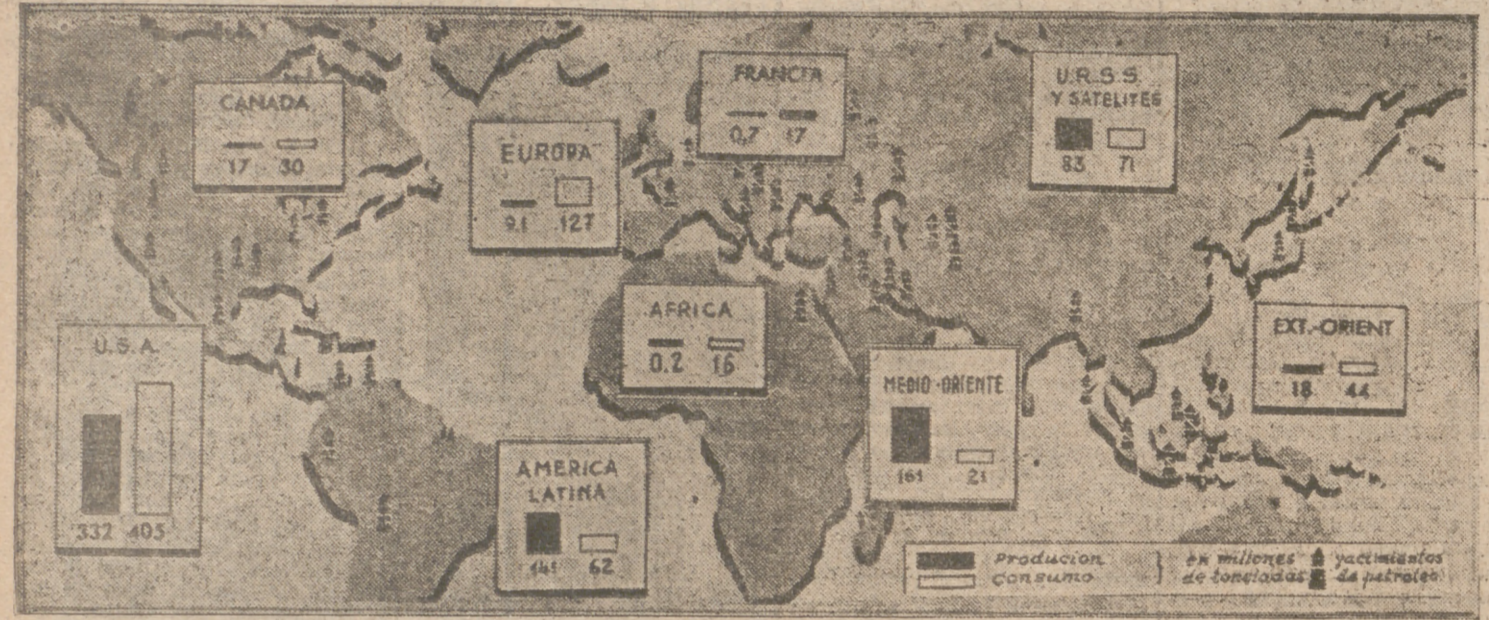 CANADA
17 30
EUROPA
9.1 127
FRANCIA
0,7 17
U.R.S.S.
Y SATELITES
83 71
U.S.A.
332 405
AFRICA
0.2 16
MEDIO-ORIENTE
161 21
EXT.-ORIENT
18 44
AMERICA
LATINA
141 62
Producion
Consumo
en millones
de toneladas
yacimientos
de petroleo